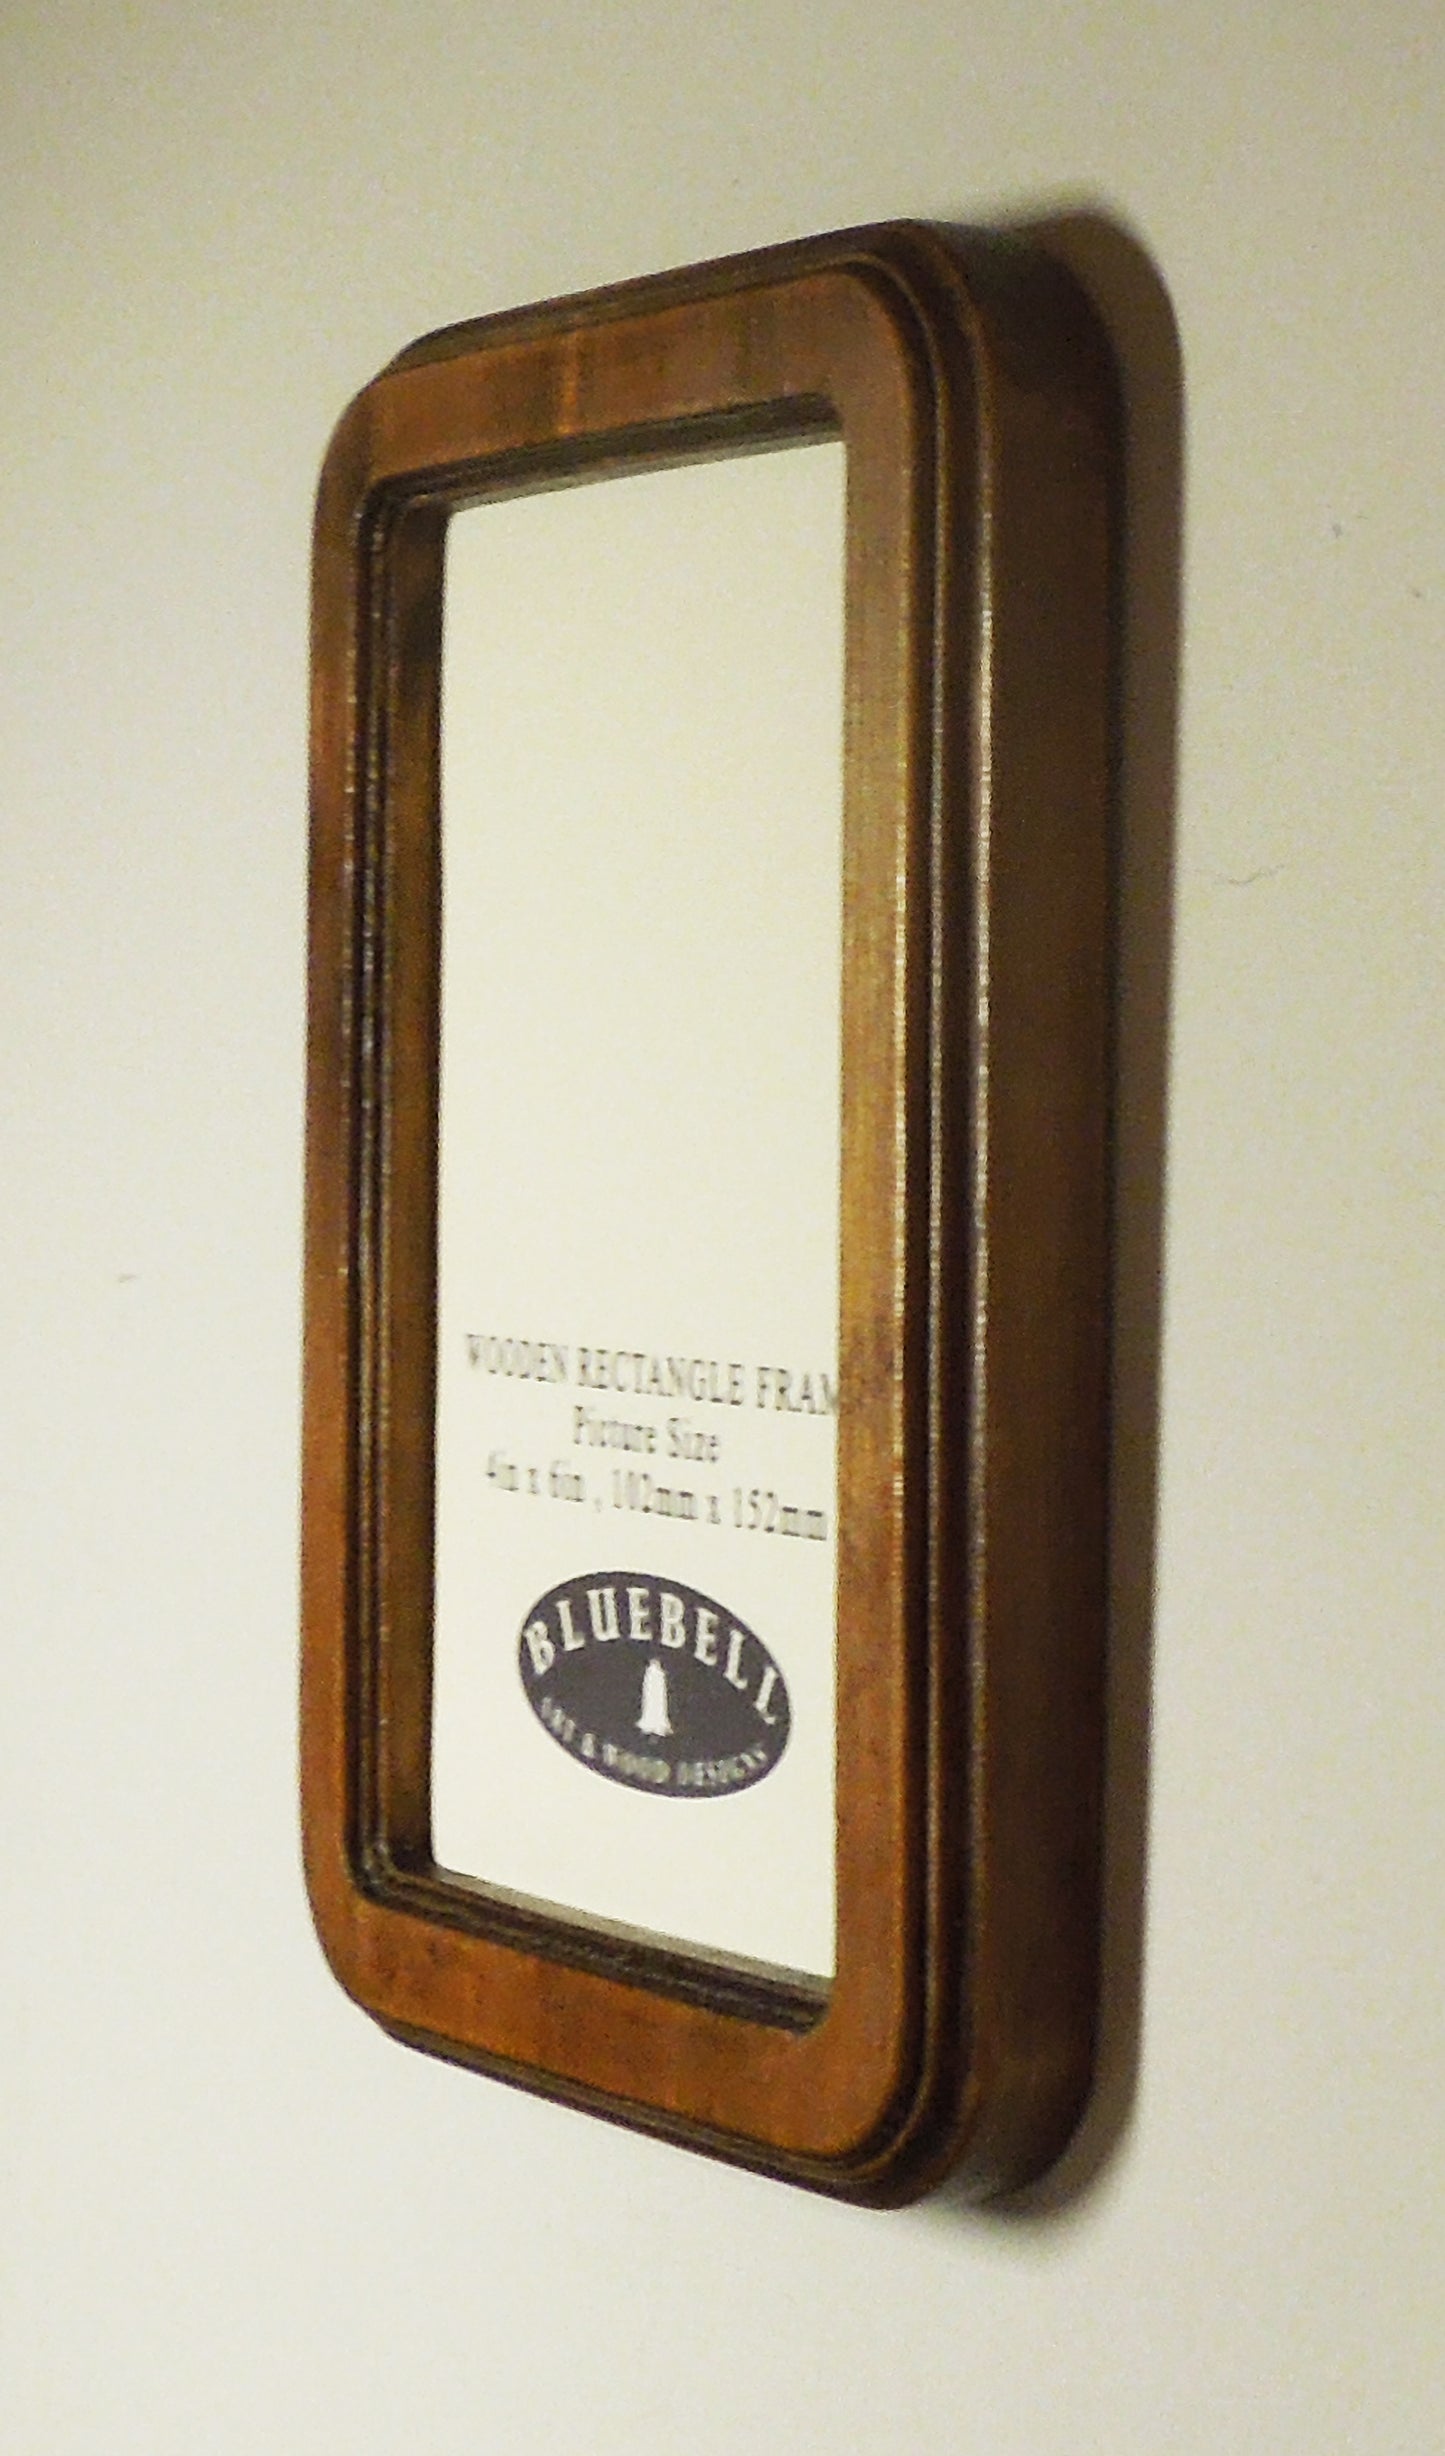 WOODEN RECTANGLE FRAM
Picture Size
4in x 6in , 102mm x 152mm
BLUEBELL
ART & WOOD DESIGNS